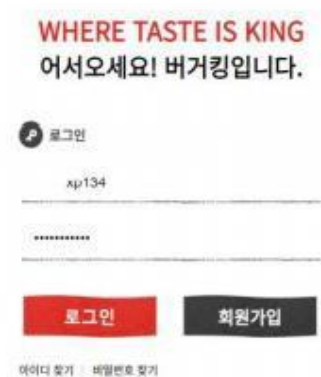 WHERE TASTE IS KING
어서오세요! 버거킹입니다.
로그인
xp134
•••••••••••
로그인 회원가입
아이디 찾기 비밀번호 찾기